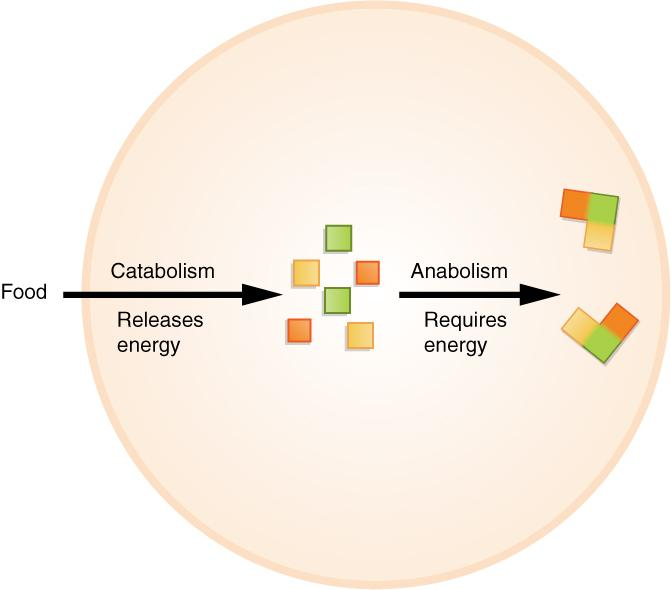 Food
Catabolism
Releases
energy
Anabolism
Requires
energy